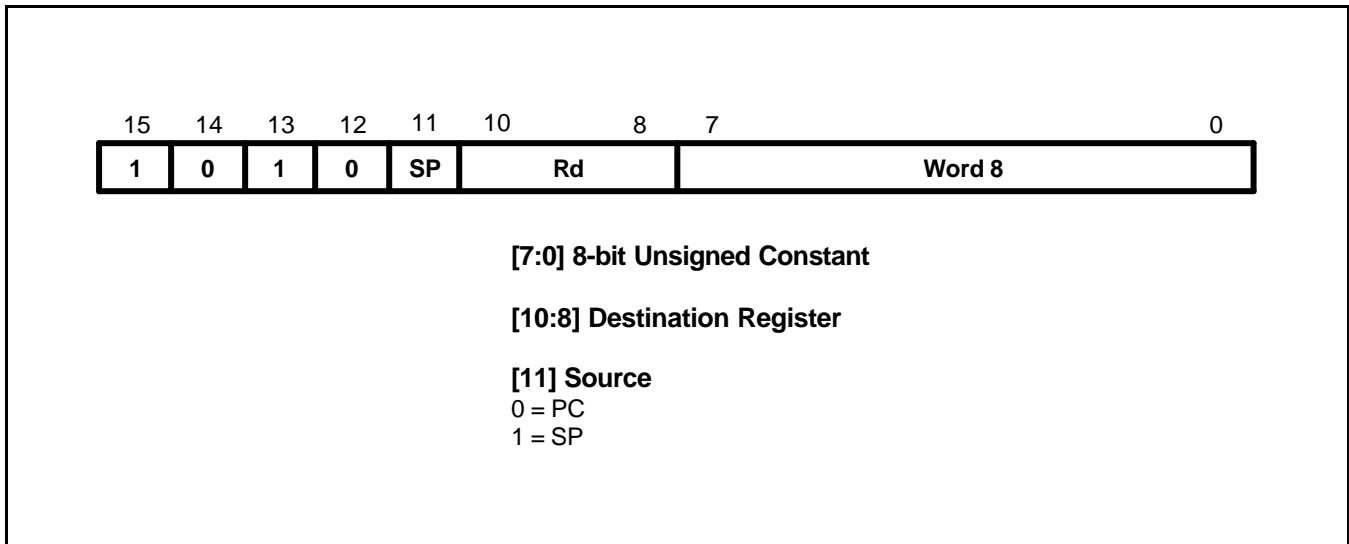 15 14 13 12 11 10 8 7 0
1 0 1 0 SP Rd Word 8
[7:0] 8-bit Unsigned Constant
[10:8] Destination Register
[11] Source
0 = PC
1 = SP